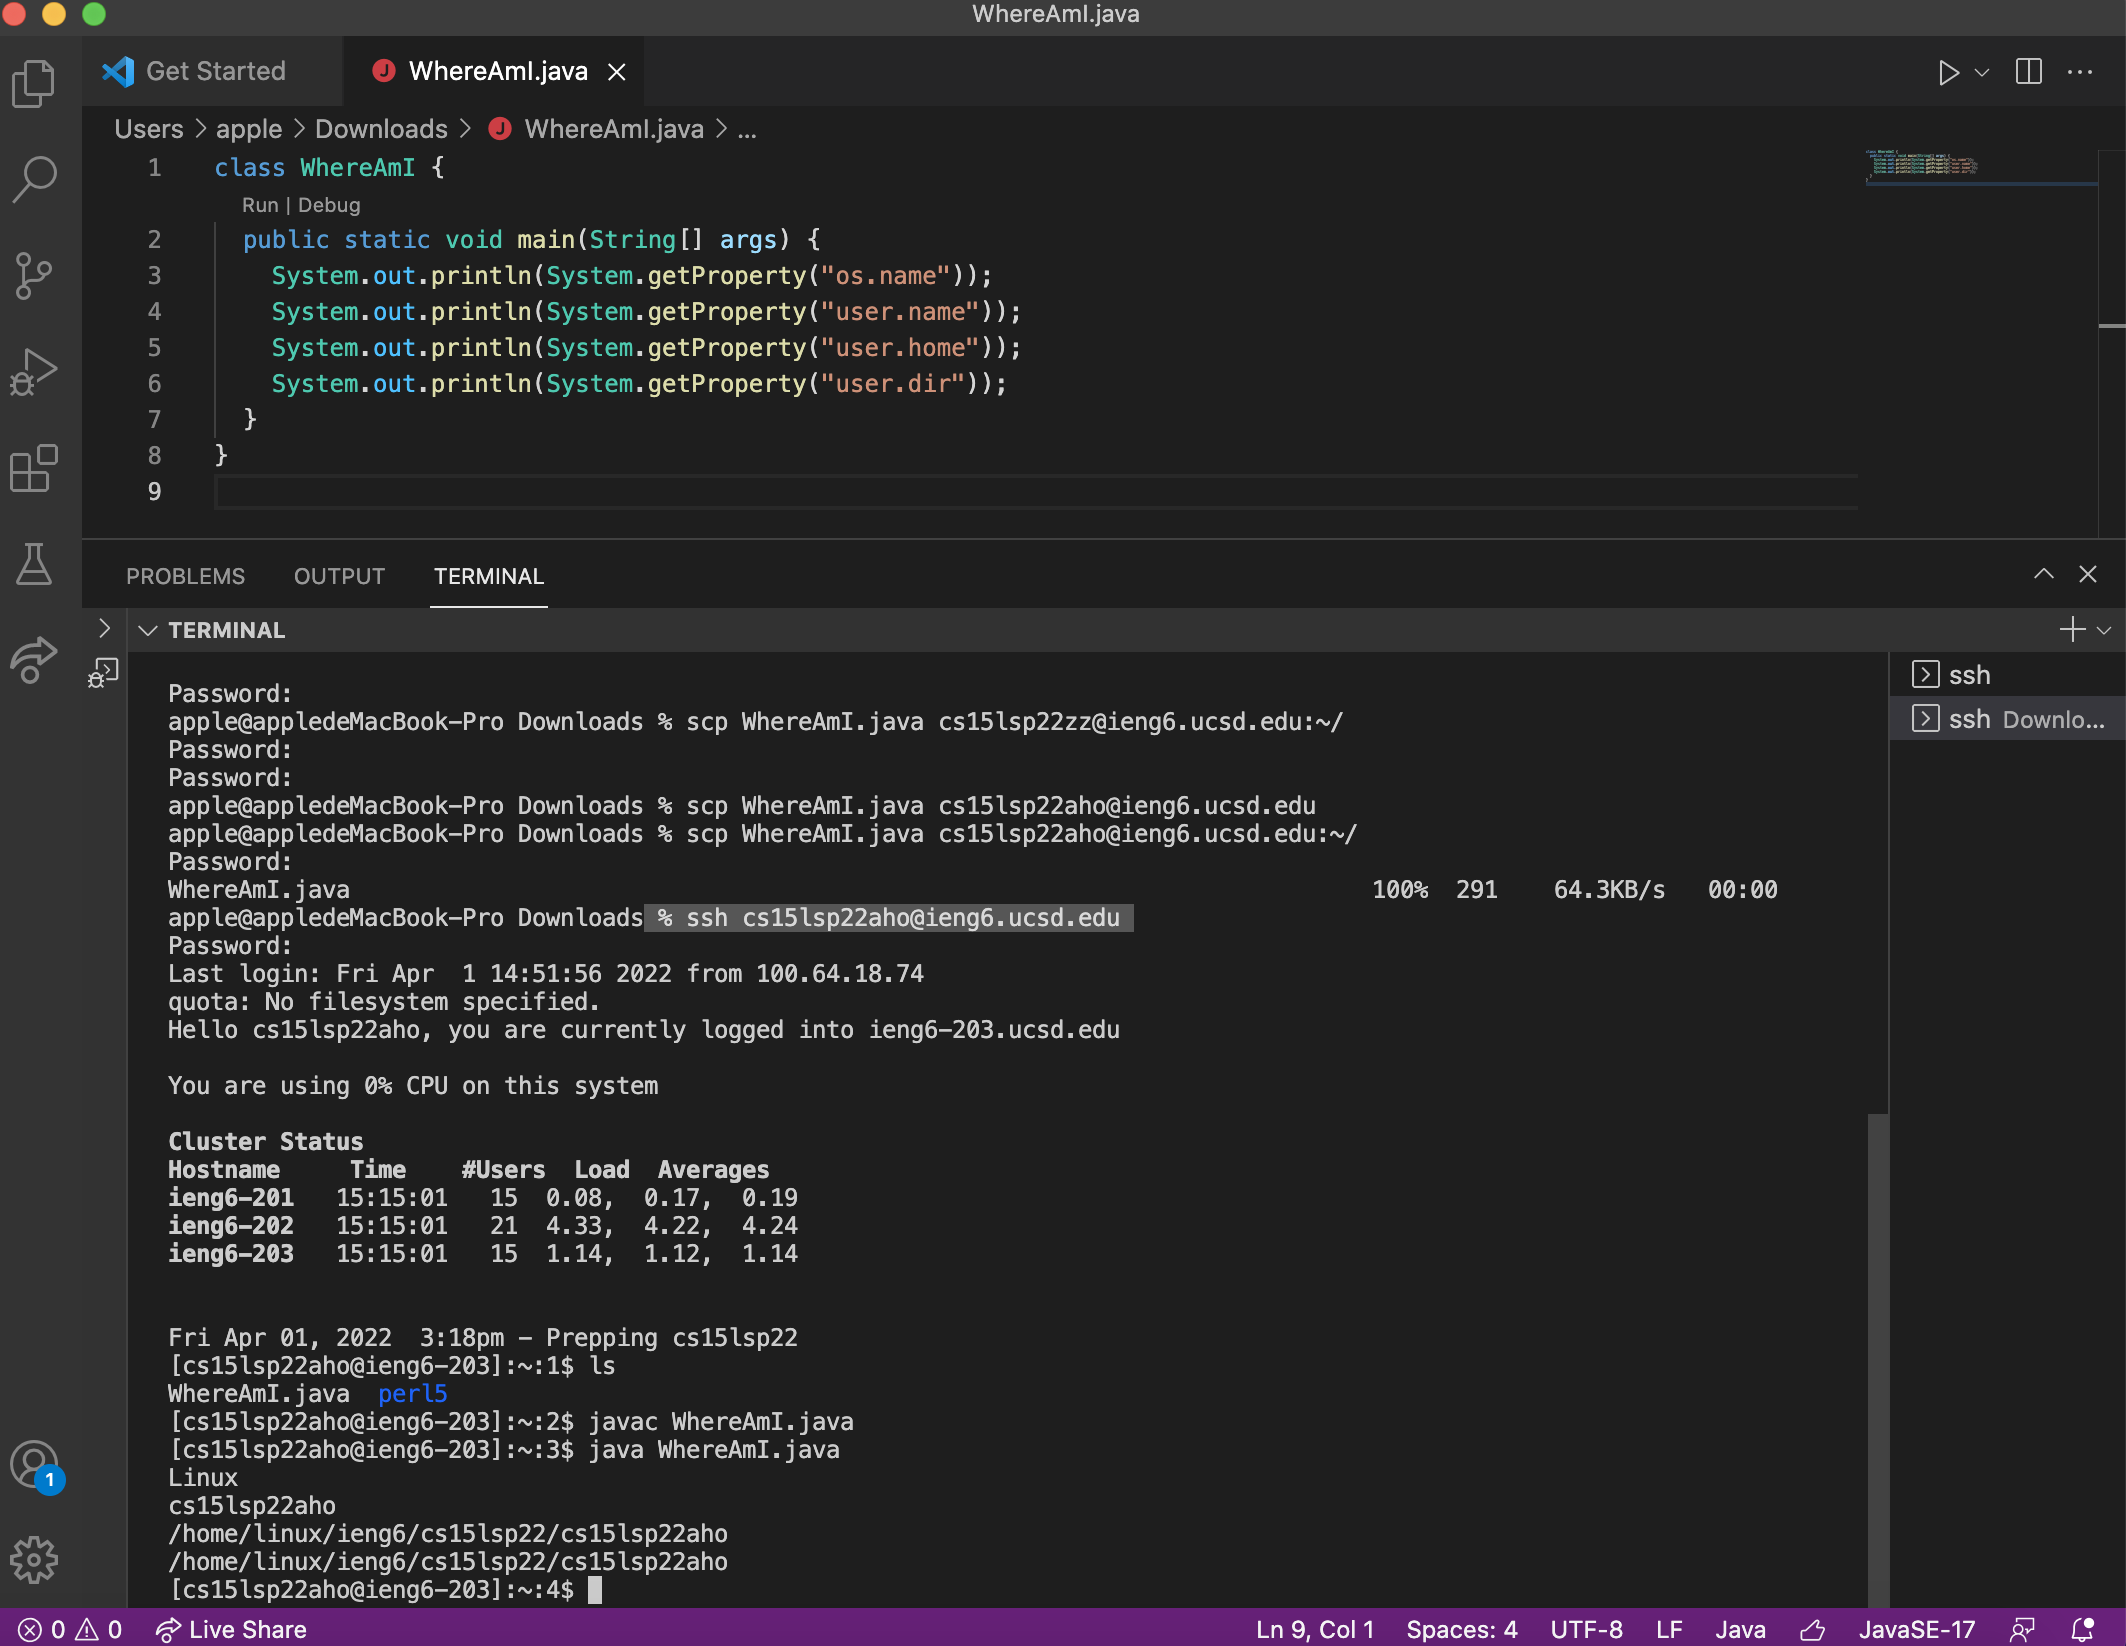 WhereAmI.java
Get Started
WhereAmI.java
Users > apple > Downloads > WhereAmI.java > ...
1 class WhereAmI {
Run | Debug
2 public static void main(String[] args) {
3 System.out.println(System.getProperty("os.name"));
4 System.out.println(System.getProperty("user.name"));
5 System.out.println(System.getProperty("user.home"));
6 System.out.println(System.getProperty("user.dir"));
7 }
8 }
9
PROBLEMS OUTPUT TERMINAL
TERMINAL
ssh
ssh Downlo...
Password:
apple@appledeMacBook-Pro Downloads % scp WhereAmI.java cs15lsp22zz@ieng6.ucsd.edu:~/
Password:
Password:
apple@appledeMacBook-Pro Downloads % scp WhereAmI.java cs15lsp22aho@ieng6.ucsd.edu
apple@appledeMacBook-Pro Downloads % scp WhereAmI.java cs15lsp22aho@ieng6.ucsd.edu:~/
Password:
WhereAmI.java 100% 291 64.3KB/s 00:00
apple@appledeMacBook-Pro Downloads % ssh cs15lsp22aho@ieng6.ucsd.edu
Password:
Last login: Fri Apr  1 14:51:56 2022 from 100.64.18.74
quota: No filesystem specified.
Hello cs15lsp22aho, you are currently logged into ieng6-203.ucsd.edu
You are using 0% CPU on this system
Cluster Status
Hostname Time #Users Load Averages
ieng6-201 15:15:01 15 0.08, 0.17, 0.19
ieng6-202 15:15:01 21 4.33, 4.22, 4.24
ieng6-203 15:15:01 15 1.14, 1.12, 1.14
Fri Apr 01, 2022 3:18pm - Prepping cs15lsp22
[cs15lsp22aho@ieng6-203]:~:1$ ls
WhereAmI.java perl5
[cs15lsp22aho@ieng6-203]:~:2$ javac WhereAmI.java
[cs15lsp22aho@ieng6-203]:~:3$ java WhereAmI.java
Linux
cs15lsp22aho
/home/linux/ieng6/cs15lsp22/cs15lsp22aho
/home/linux/ieng6/cs15lsp22/cs15lsp22aho
[cs15lsp22aho@ieng6-203]:~:4$
1
0 0 Live Share Ln 9, Col 1 Spaces: 4 UTF-8 LF Java JavaSE-17